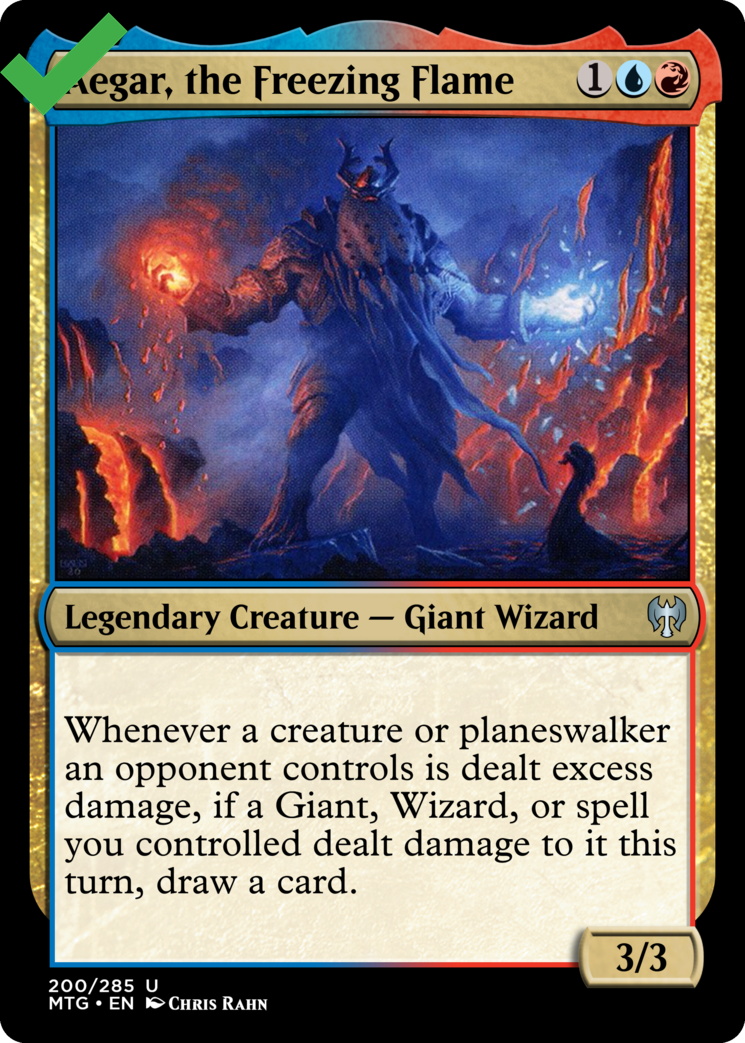 Aegar, the Freezing Flame
1
Legendary Creature — Giant Wizard
Whenever a creature or planeswalker
an opponent controls is dealt excess
damage, if a Giant, Wizard, or spell
you controlled dealt damage to it this
turn, draw a card.
3/3
200/285 U
MTG • EN Chris Rahn